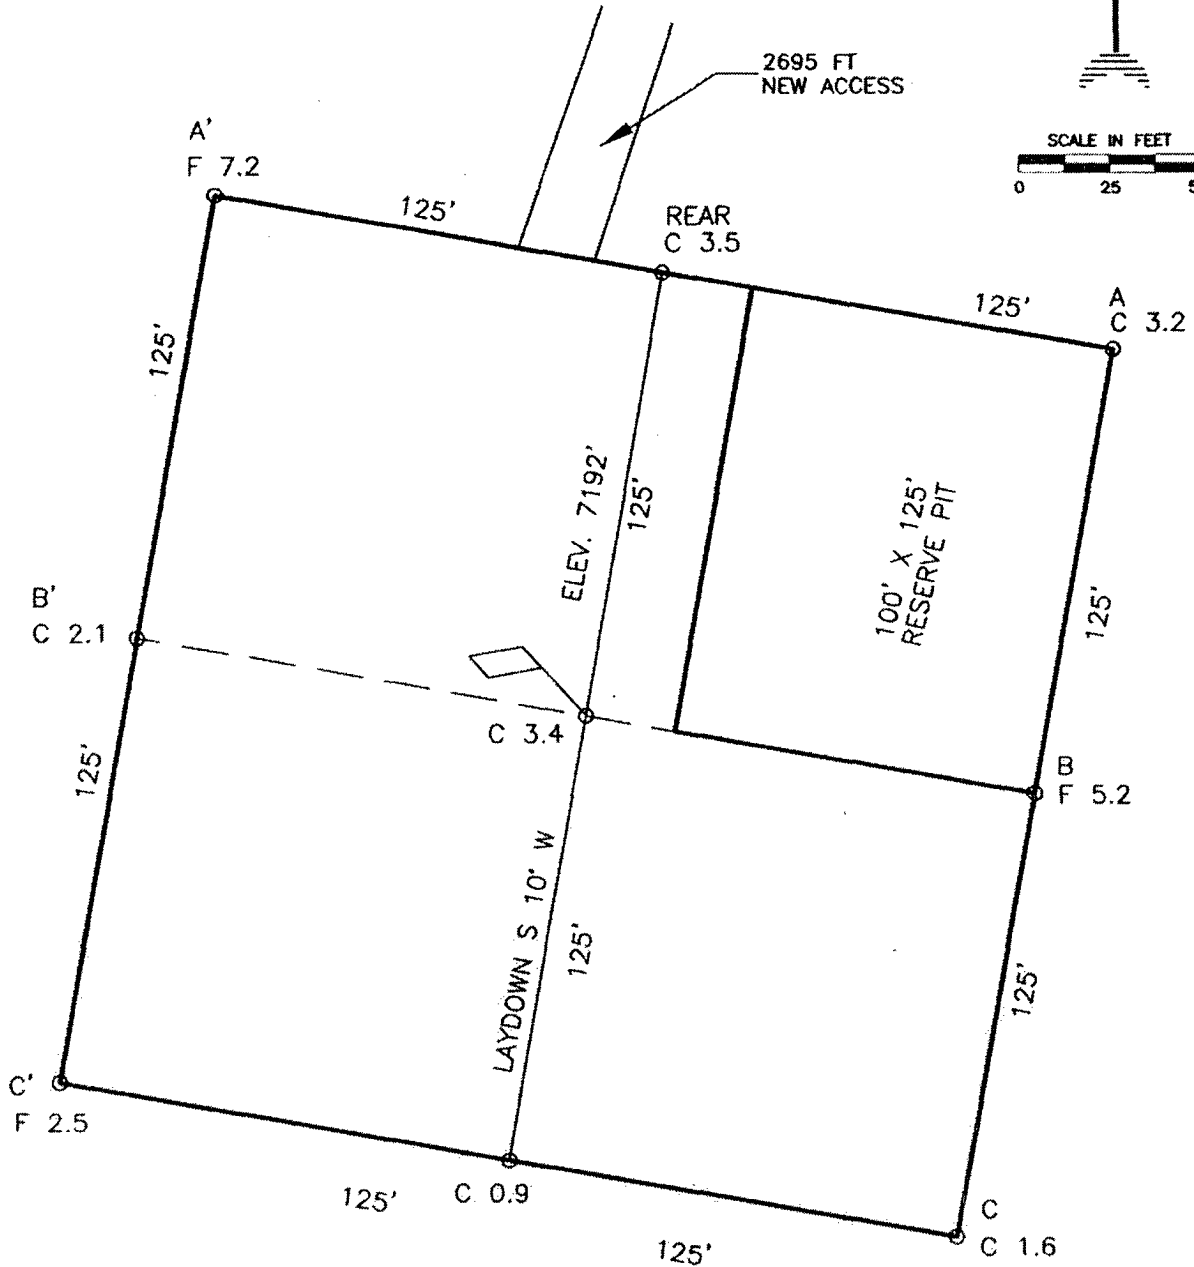 2695 FT
NEW ACCESS
SCALE IN FEET
0 25
A'
F 7.2
125'
REAR
C 3.5
125'
A
C 3.2
125'
ELEV. 7192'
125'
100' X 125'
RESERVE PIT
125'
B'
C 2.1
C 3.4
B
F 5.2
125'
LAYDOWN S 10° W
125'
125'
C'
F 2.5
125'
C 0.9
125'
C
C 1.6